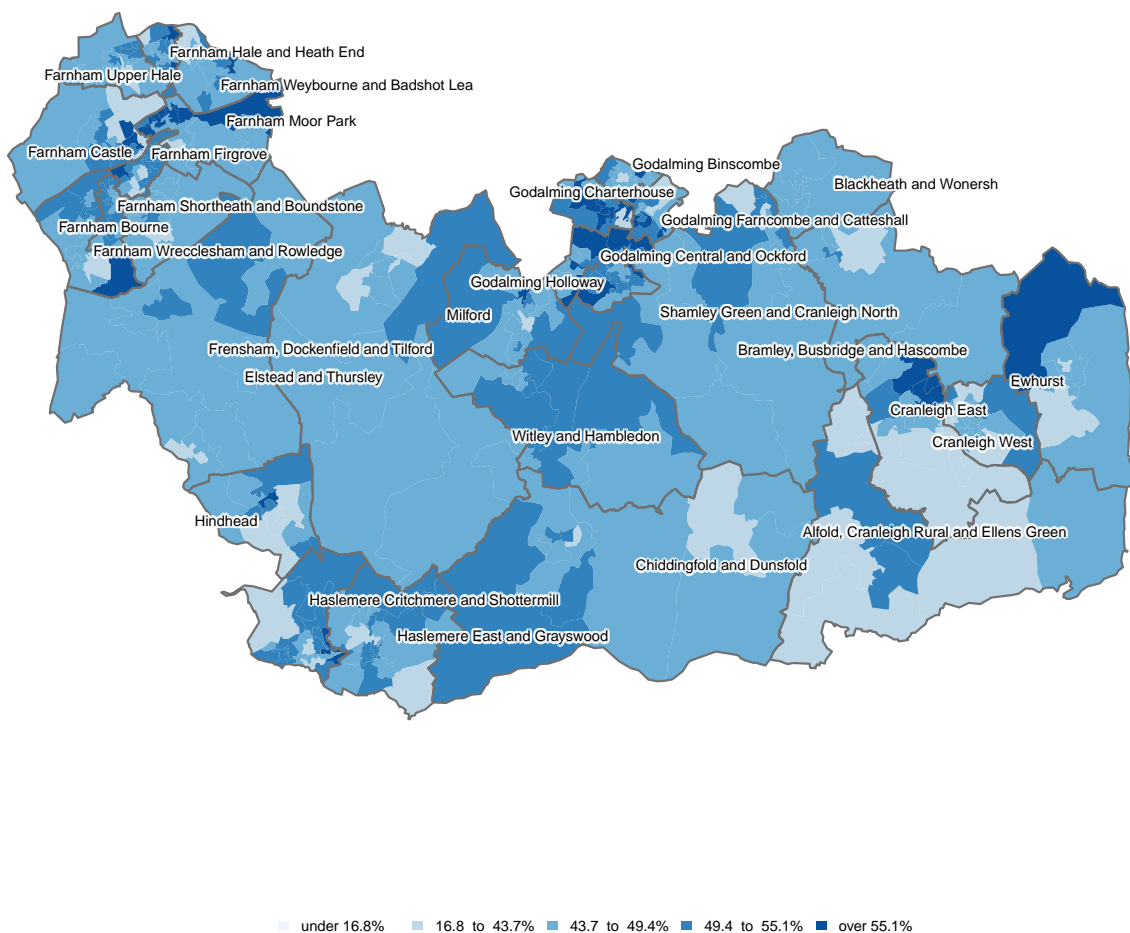 Farnham Hale and Heath End
Farnham Upper Hale
Farnham Weybourne and Badshot Lea
Farnham Moor Park
Farnham Castle
Farnham Firgrove
Godalming Binscombe
Blackheath and Wonersh
Godalming Charterhouse
Farnham Shortheath and Boundstone
Godalming Farncombe and Catteshall
Farnham Bourne
Farnham Wrecclesham and Rowledge
Godalming Central and Ockford
Godalming Holloway
Milford
Shamley Green and Cranleigh North
Frensham, Dockenfield and Tilford
Bramley, Busbridge and Hascombe
Elstead and Thursley
Ewhurst
Cranleigh East
Witley and Hambledon
Cranleigh West
Hindhead
Alfold, Cranleigh Rural and Ellens Green
Chiddingfold and Dunsfold
Haslemere Critchmere and Shottermill
Haslemere East and Grayswood
under 16.8% 16.8 to 43.7% 43.7 to 49.4% 49.4 to 55.1% over 55.1%